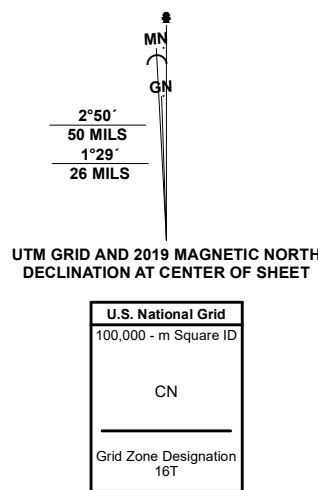 MN
GN
2°50´
50 MILS
1°29´
26 MILS
UTM GRID AND 2019 MAGNETIC NORTH
DECLINATION AT CENTER OF SHEET
U.S. National Grid
100,000 - m Square ID
CN
Grid Zone Designation
16T